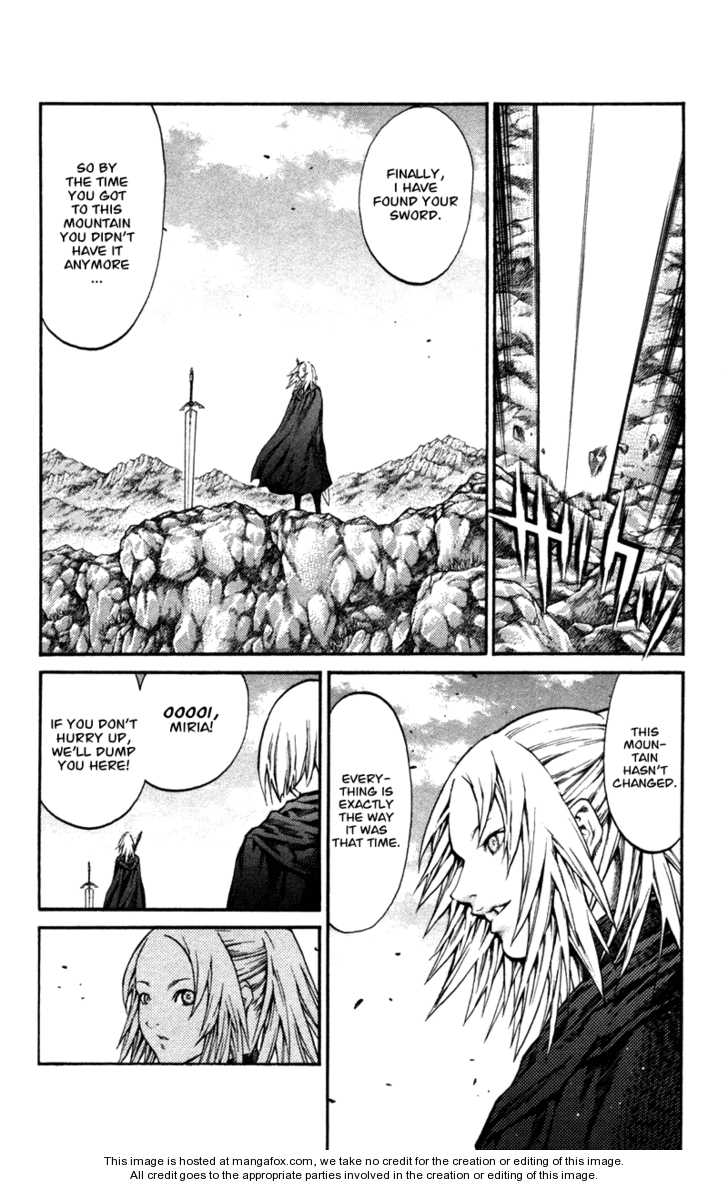 FINALLY,
I HAVE
FOUND YOUR
SWORD.
SO BY
THE TIME
YOU GOT
TO THIS
MOUNTAIN
YOU DIDN'T
HAVE IT
ANYMORE
...
THIS
MOUN-
TAIN
HASN'T
CHANGED.
EVERY-
THING IS
EXACTLY
THE WAY
IT WAS
THAT TIME.
OOOOI,
MIRIA!
IF YOU DON'T
HURRY UP,
WE'LL DUMP
YOU HERE!
This image is hosted at mangafox.com, we take no credit for the creation or editing of this image.
All credit goes to the appropriate parties involved in the creation or editing of this image.